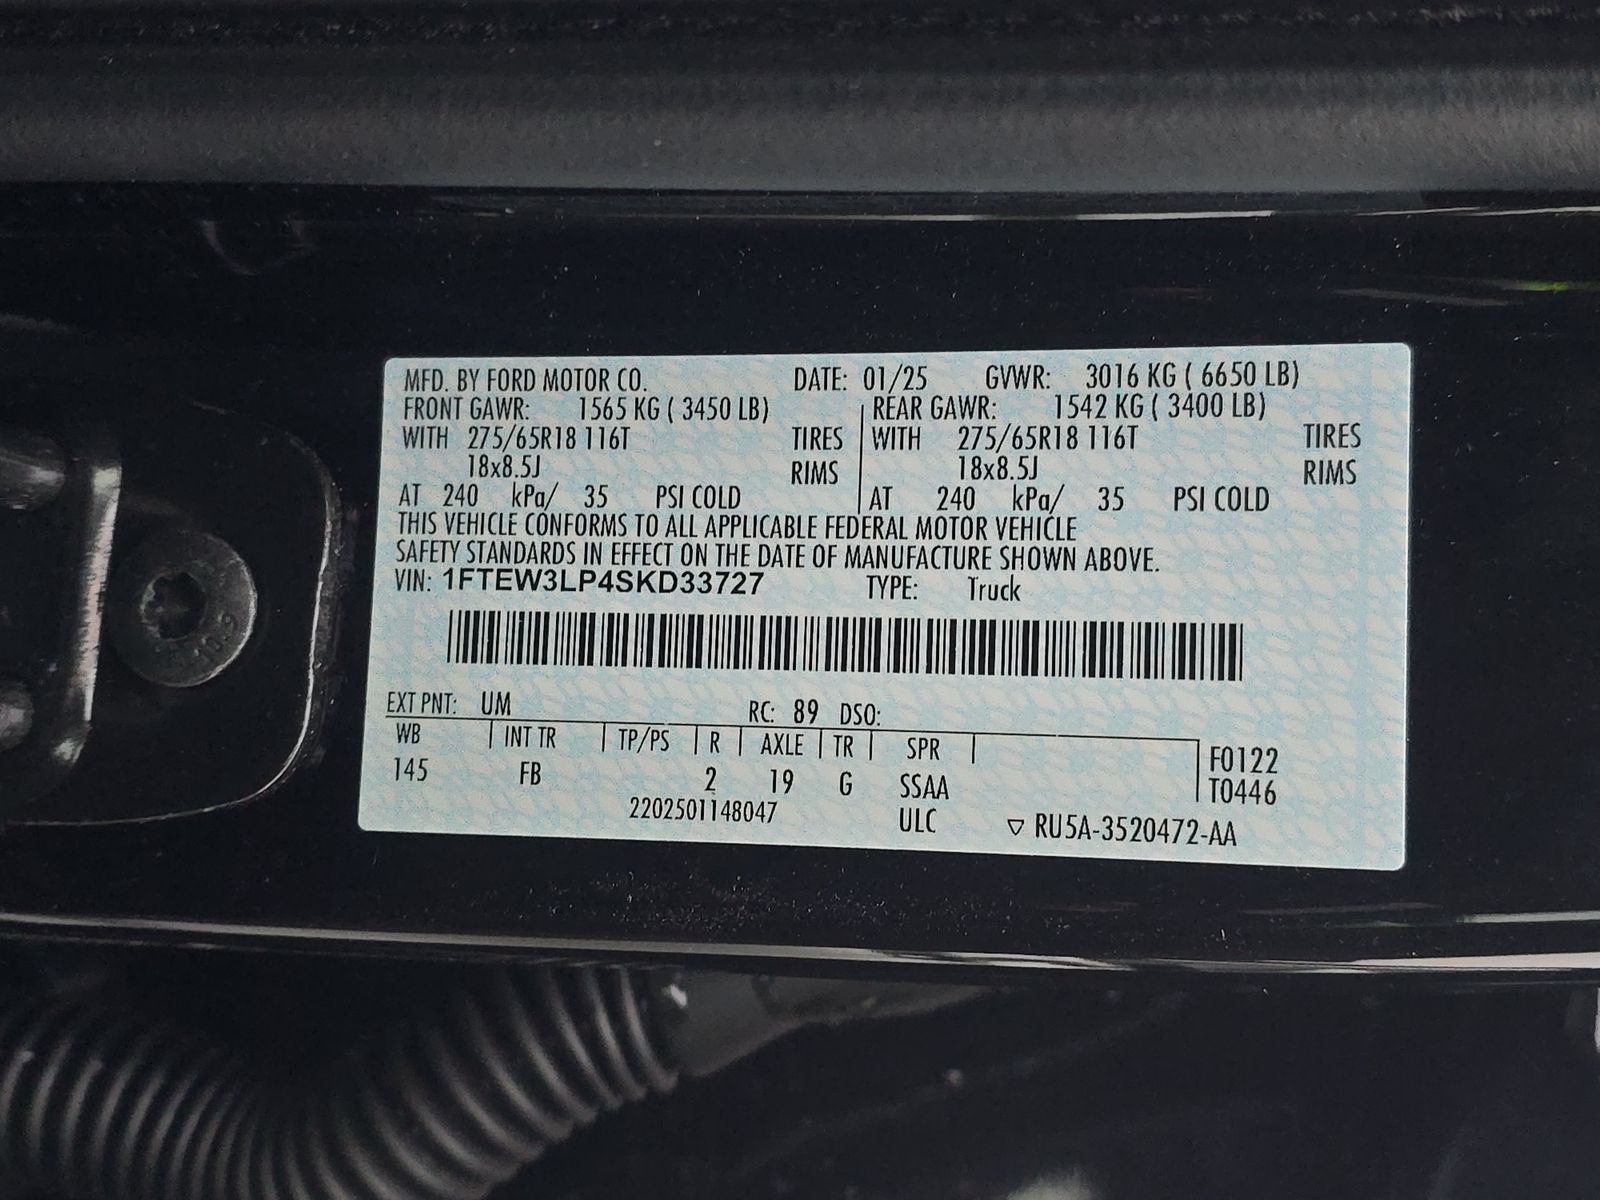 MFD. BY FORD MOTOR CO. DATE: 01/25 GVWR: 3016 KG ( 6650 LB)
FRONT GAWR: 1565 KG ( 3450 LB) REAR GAWR: 1542 KG ( 3400 LB)
WITH 275/65R18 116T TIRES WITH 275/65R18 116T TIRES
18x8.5J RIMS 18x8.5J RIMS
AT 240 kPa/ 35 PSI COLD AT 240 kPa/ 35 PSI COLD
THIS VEHICLE CONFORMS TO ALL APPLICABLE FEDERAL MOTOR VEHICLE
SAFETY STANDARDS IN EFFECT ON THE DATE OF MANUFACTURE SHOWN ABOVE.
VIN: 1FTEW3LP4SKD33727 TYPE: Truck
EXT PNT: UM RC: 89 DSO:
WB INT TR TP/PS R AXLE TR SPR F0122
145 FB 2 19 G SSAA T0446
2202501148047 ULC ▽ RU5A-3520472-AA
10.9